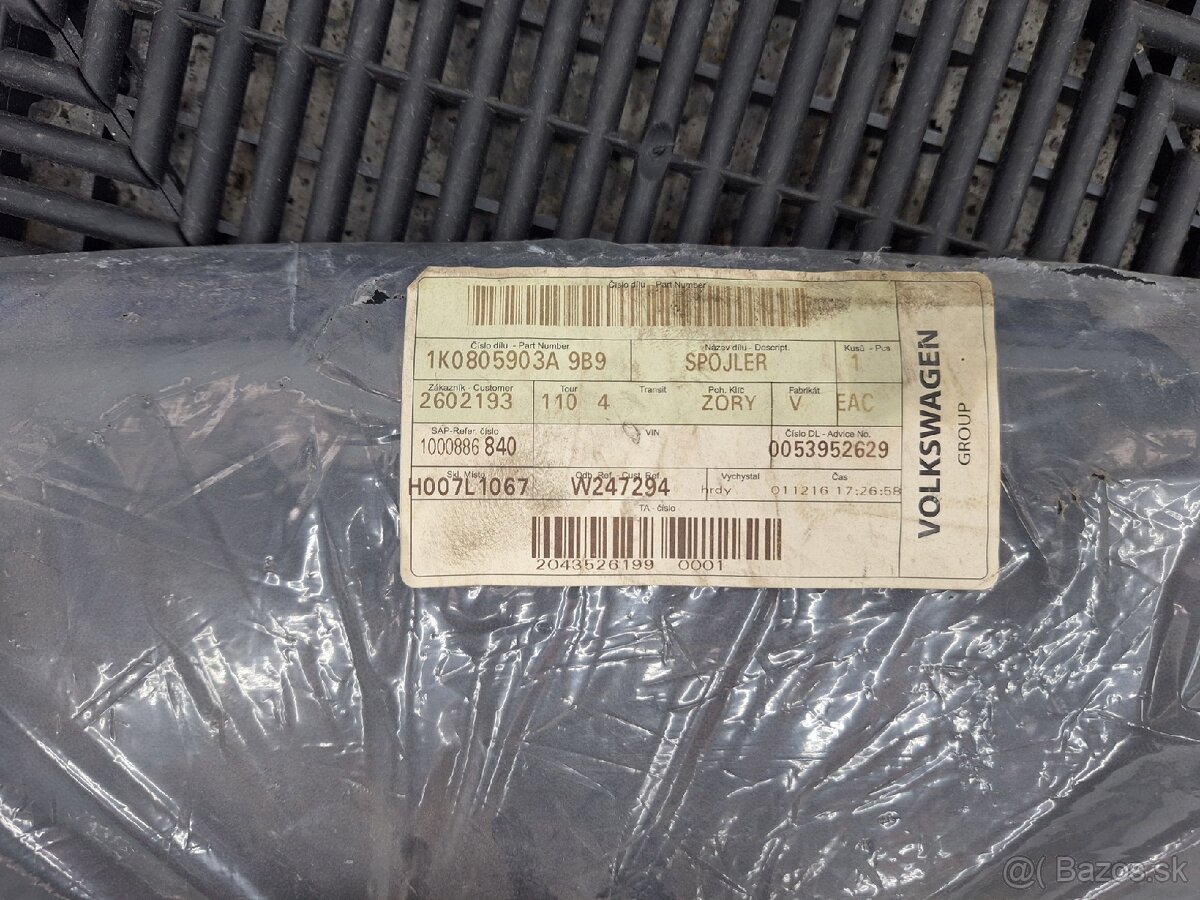 Číslo dílu - Part Number
Číslo dílu - Part Number Název dílu - Descript. Kusů - Pcs
1K0805903A 9B9 SPOJLER 1
Zákazník - Customer Tour Transit Poh. Klíč Fabrikát
2602193 110 4 ZORY V EAC
SAP-Refer. číslo VIN Číslo DL - Advice No.
1000886 840 0053952629
Skl. Místo Odb. Ref. - Cust. Ref. Vychystal Čas
H007L1067 W247294 hrdy 011216 17:26:58
TA - číslo
2043526199 0001
VOLKSWAGEN
GROUP
@( Bazos.sk